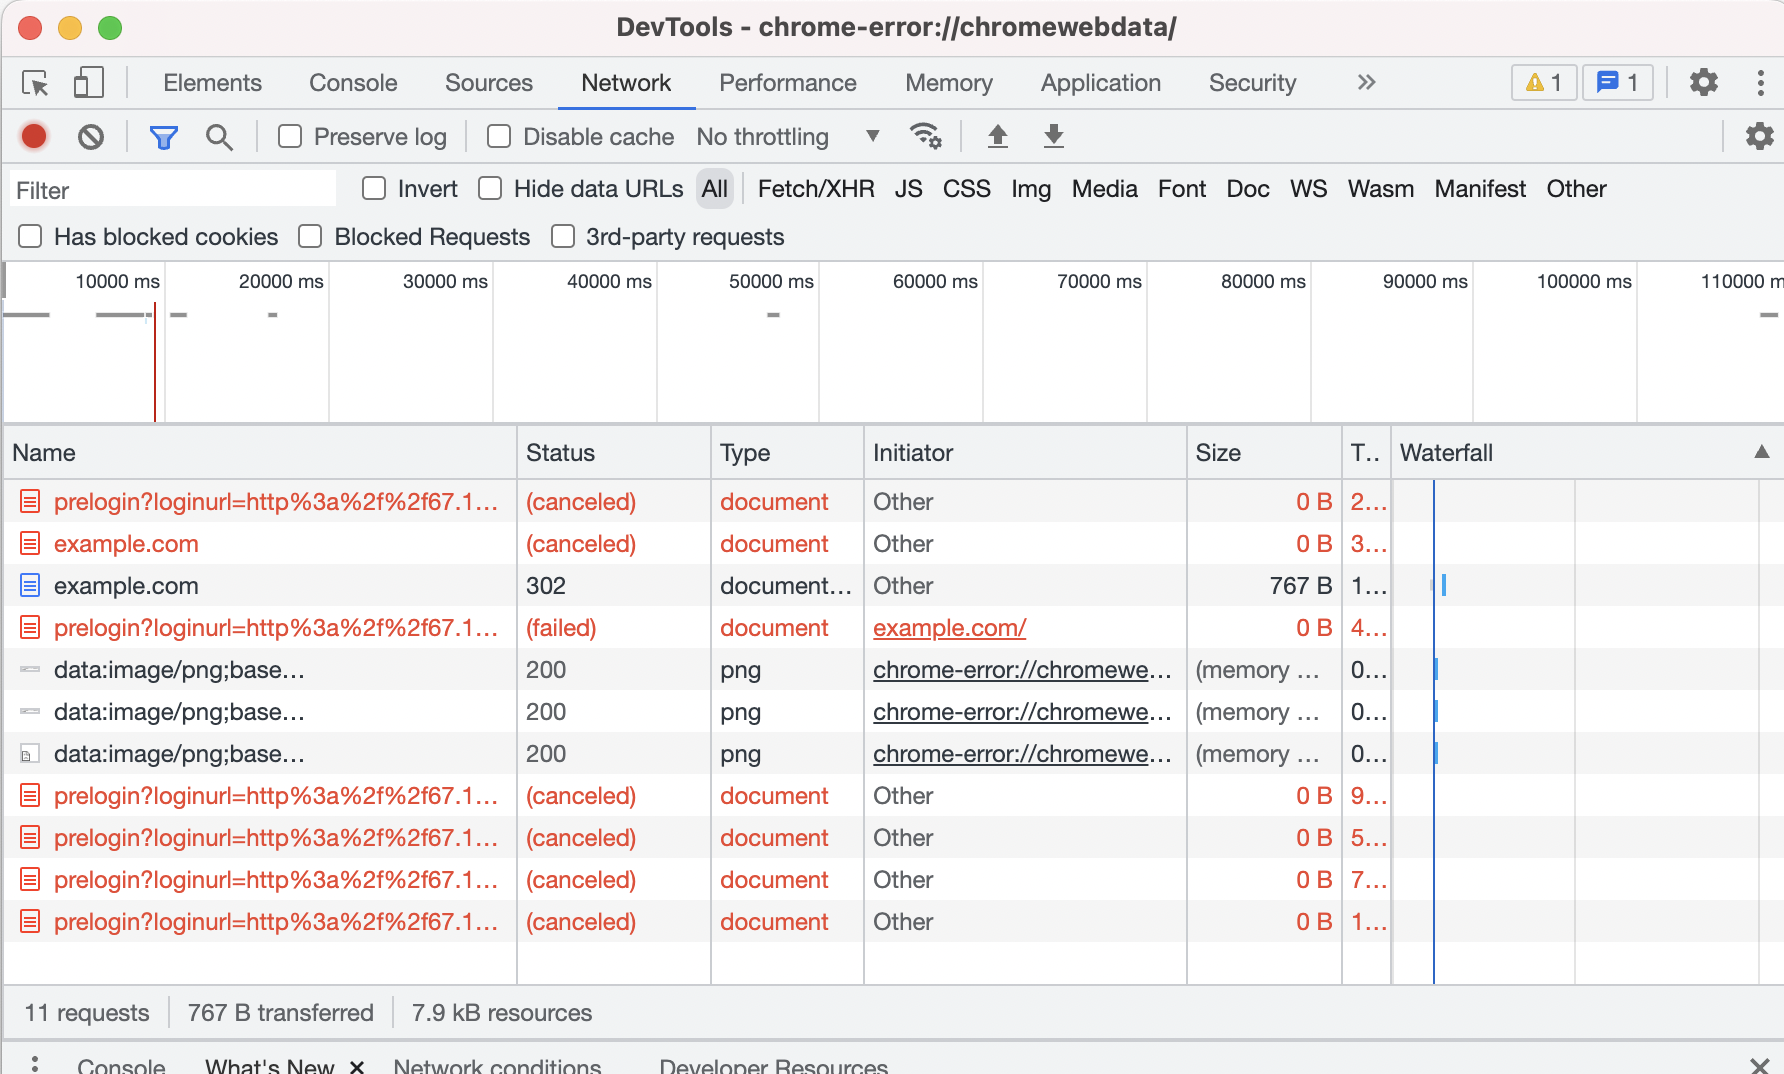 DevTools - chrome-error://chromewebdata/
Elements Console Sources Network Performance Memory Application Security » 1 1
Preserve log Disable cache No throttling
Filter Invert Hide data URLs All Fetch/XHR JS CSS Img Media Font Doc WS Wasm Manifest Other
Has blocked cookies Blocked Requests 3rd-party requests
10000 ms 20000 ms 30000 ms 40000 ms 50000 ms 60000 ms 70000 ms 80000 ms 90000 ms 100000 ms 110000 m
Name Status Type Initiator Size T.. Waterfall
prelogin?loginurl=http%3a%2f%2f67.1... (canceled) document Other 0 B 2...
example.com (canceled) document Other 0 B 3...
example.com 302 document... Other 767 B 1...
prelogin?loginurl=http%3a%2f%2f67.1... (failed) document example.com/ 0 B 4...
data:image/png;base... 200 png chrome-error://chromewe... (memory ... 0...
data:image/png;base... 200 png chrome-error://chromewe... (memory ... 0...
data:image/png;base... 200 png chrome-error://chromewe... (memory ... 0...
prelogin?loginurl=http%3a%2f%2f67.1... (canceled) document Other 0 B 9...
prelogin?loginurl=http%3a%2f%2f67.1... (canceled) document Other 0 B 5...
prelogin?loginurl=http%3a%2f%2f67.1... (canceled) document Other 0 B 7...
prelogin?loginurl=http%3a%2f%2f67.1... (canceled) document Other 0 B 1...
11 requests 767 B transferred 7.9 kB resources
Console What's New × Network conditions Developer Resources ×